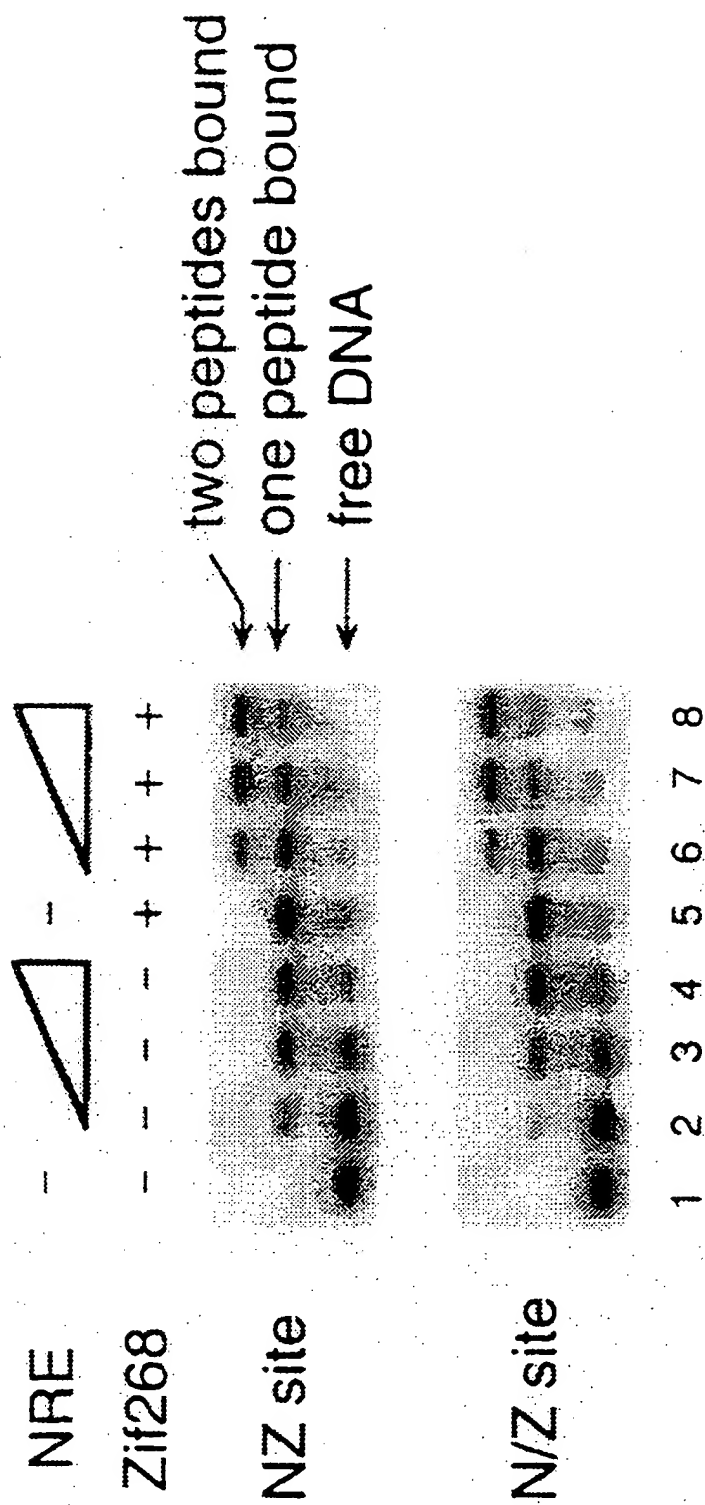 NRE - -
Zif268 - - - - + + + +
NZ site
two peptides bound
one peptide bound
free DNA
N/Z site
1 2 3 4 5 6 7 8